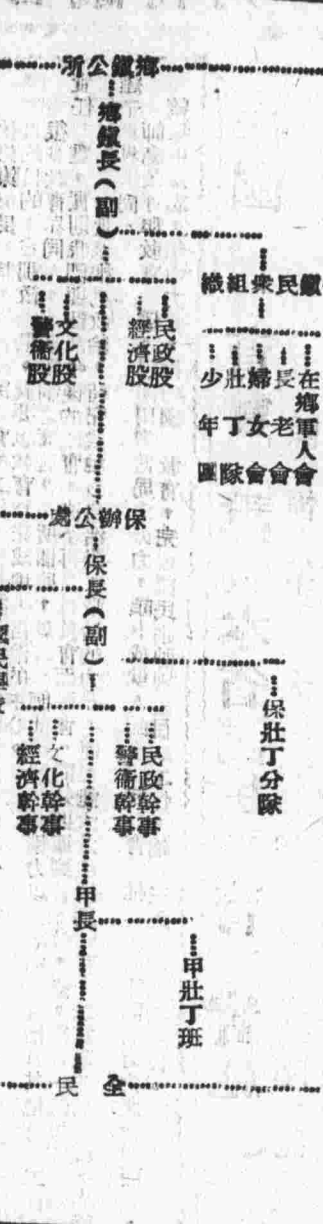 鄉鎮公所
鄉鎮長（副）
鎮民衆組織
在鄉軍人會
長老會
婦女會
壯丁隊
少年團
民政股
經濟股
文化股
警衞股
保辦公處
保長（副）
保壯丁分隊
民政幹事
警衞幹事
文化幹事
經濟幹事
甲長
甲壯丁班
全民